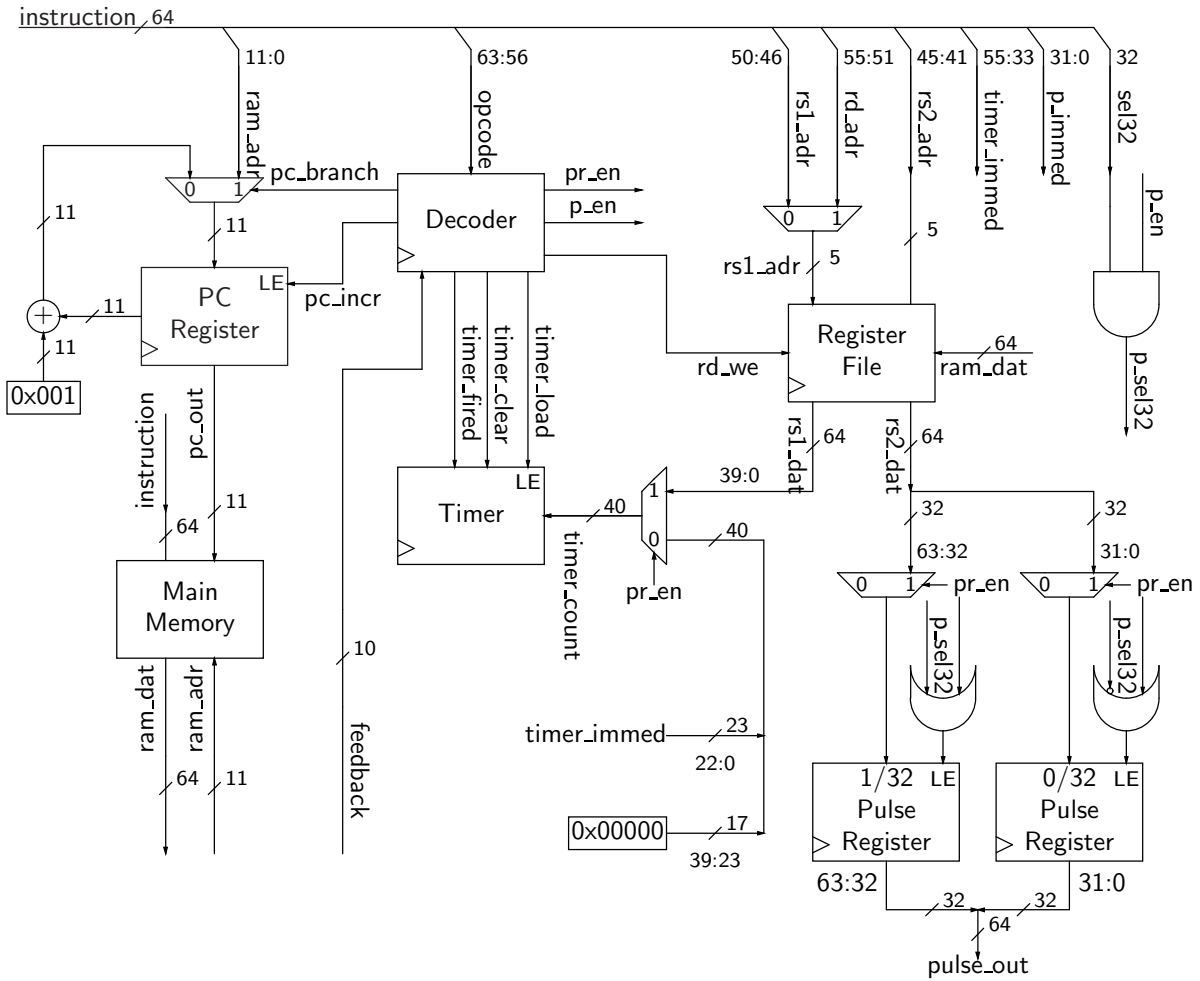 instruction 64
11:0 63:56 50:46 55:51 45:41 55:33 31:0 32
ram_adr opcode rs1_adr rd_adr rs2_adr timer_immed p_immed sel32
pc_branch pr_en
0 1
p_en
p_en
11
Decoder
0 1
11
5
rs1_adr 5
LE
pc_incr
PC
Register
11
11
0x001
Register
File
64
ram_dat
rd_we
p_sel32
timer_fired timer_clear timer_load
instruction pc_out
rs1_dat 64 rs2_dat 64
39:0
LE
Timer
1
0
40
40
timer_count
pr_en
64 11
32 32
63:32 31:0
Main
Memory
0 1 pr_en
0 1 pr_en
p_sel32
p_sel32
ram_dat ram_adr
64 11
10
feedback
timer_immed 23
22:0
0x00000 17
39:23
1/32 LE
Pulse
Register
0/32 LE
Pulse
Register
63:32 31:0
32 32
64
pulse_out